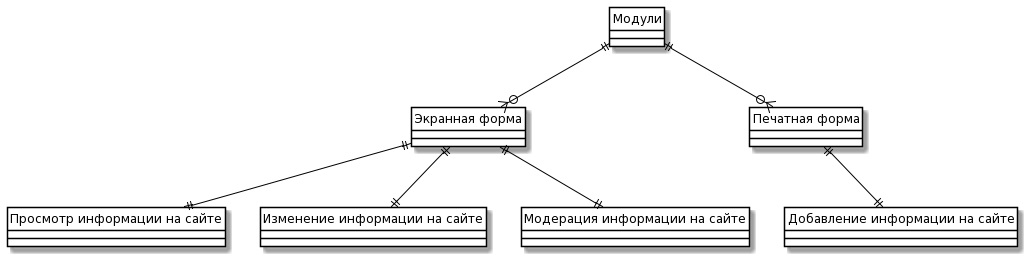 Модули
Экранная форма
Печатная форма
Просмотр информации на сайте
Изменение информации на сайте
Модерация информации на сайте
Добавление информации на сайте